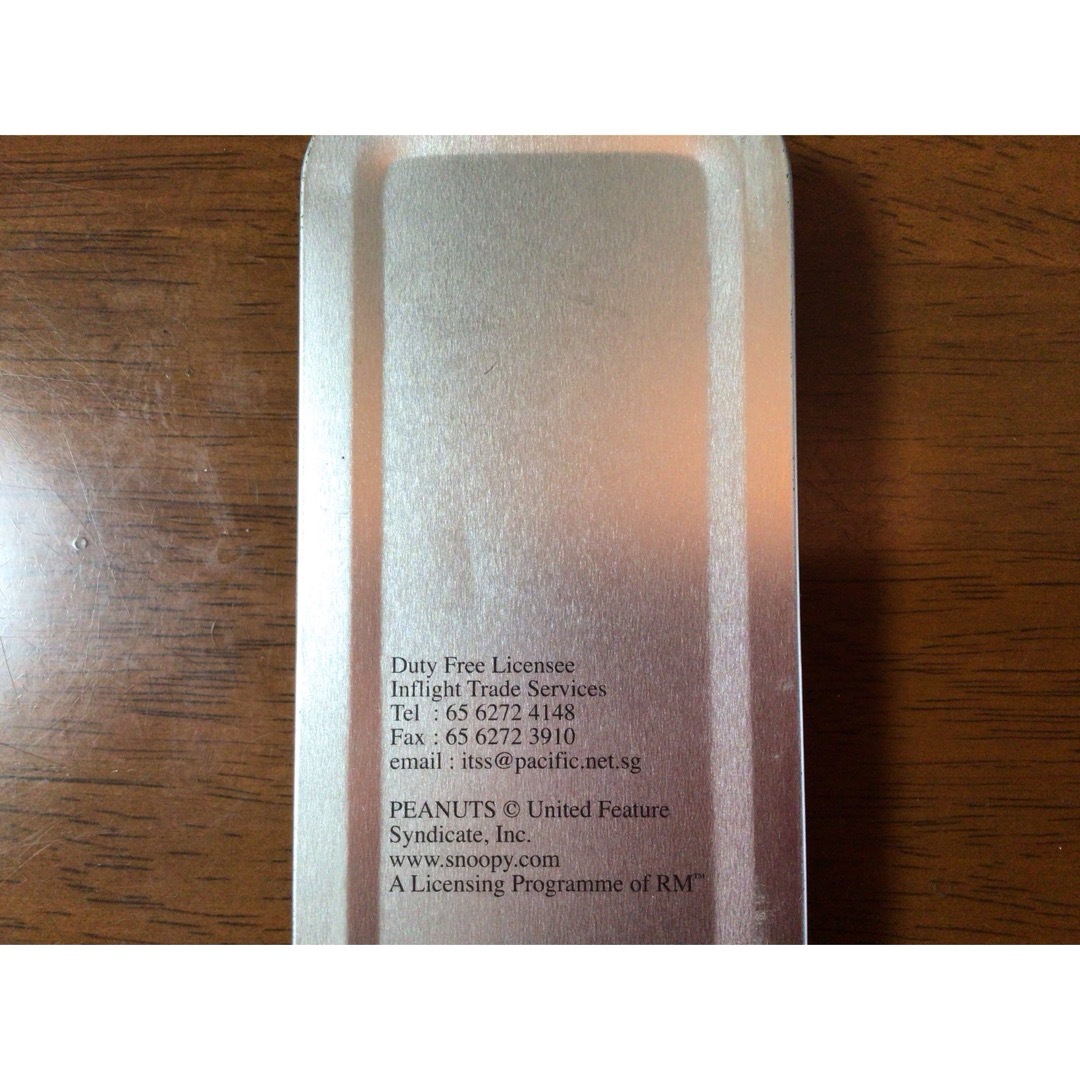 Duty Free Licensee
Inflight Trade Services
Tel : 65 6272 4148
Fax : 65 6272 3910
email : itss@pacific.net.sg
PEANUTS © United Feature
Syndicate, Inc.
www.snoopy.com
A Licensing Programme of RM™